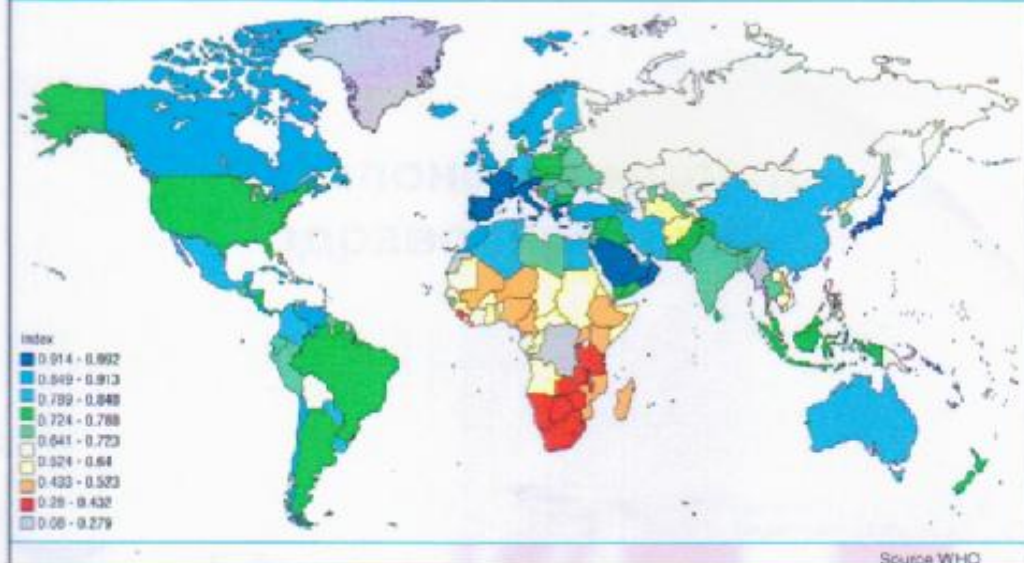 Index
0.914 - 0.992
0.849 - 0.913
0.789 - 0.848
0.724 - 0.788
0.641 - 0.723
0.524 - 0.64
0.433 - 0.523
0.28 - 0.432
0.08 - 0.279
Source WHO